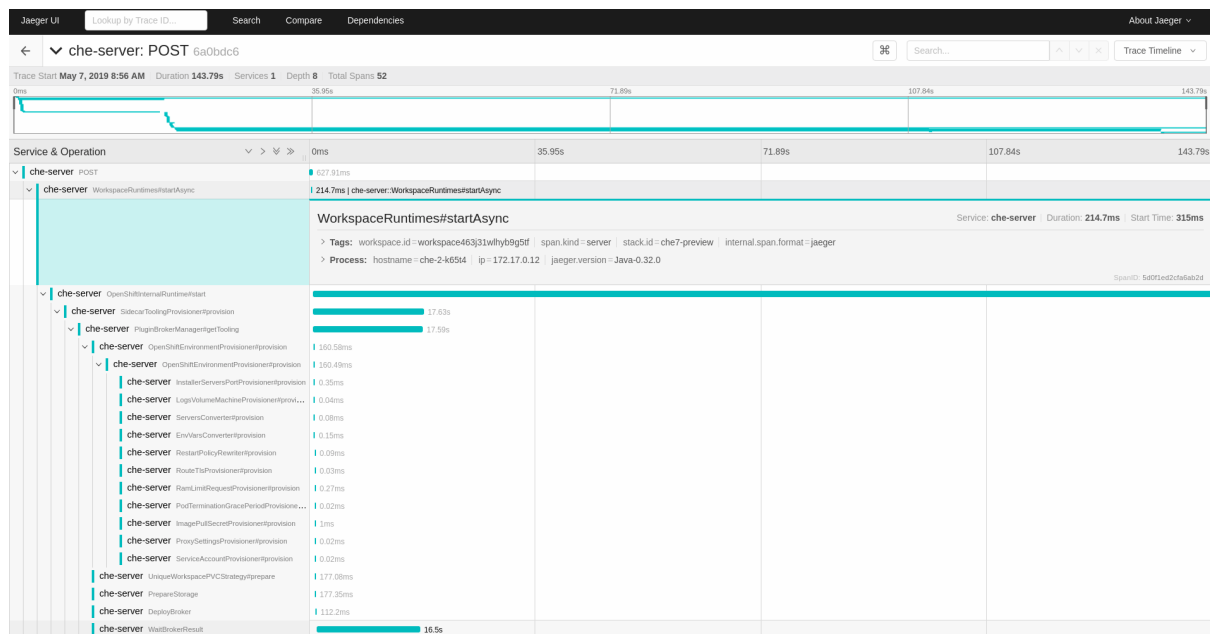 Jaeger UI Lookup by Trace ID... Search Compare Dependencies About Jaeger
che-server: POST 6a0bdc6 ⌘ Search... Trace Timeline
Trace Start May 7, 2019 8:56 AM Duration 143.79s Services 1 Depth 8 Total Spans 52
0ms 35.95s 71.89s 107.84s 143.79s
Service & Operation 0ms 35.95s 71.89s 107.84s 143.79s
che-server POST 627.91ms
che-server WorkspaceRuntimes#startAsync 214.7ms | che-server::WorkspaceRuntimes#startAsync
WorkspaceRuntimes#startAsync Service: che-server Duration: 214.7ms Start Time: 315ms
Tags: workspace.id = workspace463j31wlhyb9g5tf span.kind = server stack.id = che7-preview internal.span.format = jaeger
Process: hostname = che-2-k65t4 ip = 172.17.0.12 jaeger.version = Java-0.32.0
SpanID: 5d0f1ed2cfa6ab2d
che-server OpenShiftInternalRuntime#start
che-server SidecarToolingProvisioner#provision 17.63s
che-server PluginBrokerManager#getTooling 17.59s
che-server OpenShiftEnvironmentProvisioner#provision 160.58ms
che-server OpenShiftEnvironmentProvisioner#provision 160.49ms
che-server InstallerServersPortProvisioner#provision 0.35ms
che-server LogsVolumeMachineProvisioner#provi... 0.04ms
che-server ServersConverter#provision 0.08ms
che-server EnvVarsConverter#provision 0.15ms
che-server RestartPolicyRewriter#provision 0.09ms
che-server RouteTlsProvisioner#provision 0.03ms
che-server RamLimitRequestProvisioner#provision 0.27ms
che-server PodTerminationGracePeriodProvisione... 0.02ms
che-server ImagePullSecretProvisioner#provision 1ms
che-server ProxySettingsProvisioner#provision 0.02ms
che-server ServiceAccountProvisioner#provision 0.02ms
che-server UniqueWorkspacePVCStrategy#prepare 177.08ms
che-server PrepareStorage 177.35ms
che-server DeployBroker 112.2ms
che-server WaitBrokerResult 16.5s